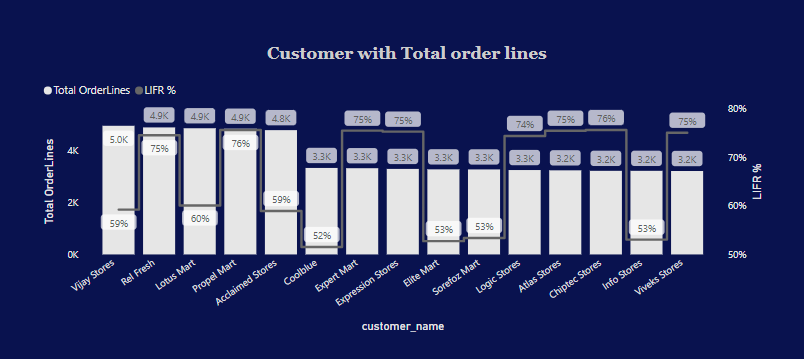 Customer with Total order lines
Total OrderLines LIFR %
4.9K 4.9K 4.9K 4.8K 80%
5.0K 75% 76% 75% 75% 74% 75% 76% 75%
4K 3.3K 3.3K 3.3K 3.3K 3.3K 3.3K 3.2K 3.2K 3.2K 3.2K 70%
Total OrderLines
LIFR %
2K 59% 60% 59% 52% 53% 53% 53% 60%
0K 50%
Vijay Stores
Rel Fresh
Lotus Mart
Propel Mart
Acclaimed Stores
Coolblue
Expert Mart
Expression Stores
Elite Mart
Sorefoz Mart
Logic Stores
Atlas Stores
Chiptec Stores
Info Stores
Viveks Stores
customer_name